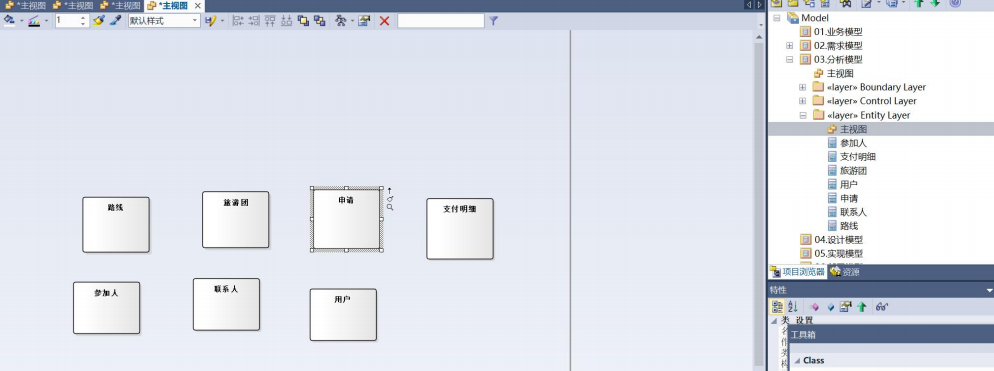 *主视图
*主视图
*主视图
*主视图
1
默认样式
路线
旅游团
申请
支付明细
参加人
联系人
用户
Model
01.业务模型
02.需求模型
03.分析模型
主视图
«layer» Boundary Layer
«layer» Control Layer
«layer» Entity Layer
主视图
参加人
支付明细
旅游团
用户
申请
联系人
路线
04.设计模型
05.实现模型
项目浏览器
资源
特性
类 设置
工具箱
Class